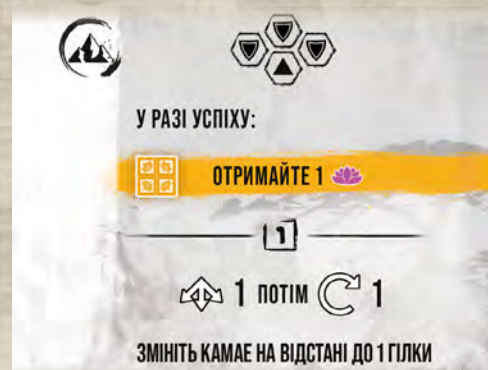 У РАЗІ УСПІХУ:
ОТРИМАЙТЕ 1
1
1 ПОТІМ 1
ЗМІНІТЬ КАМАЕ НА ВІДСТАНІ ДО 1 ГІЛКИ